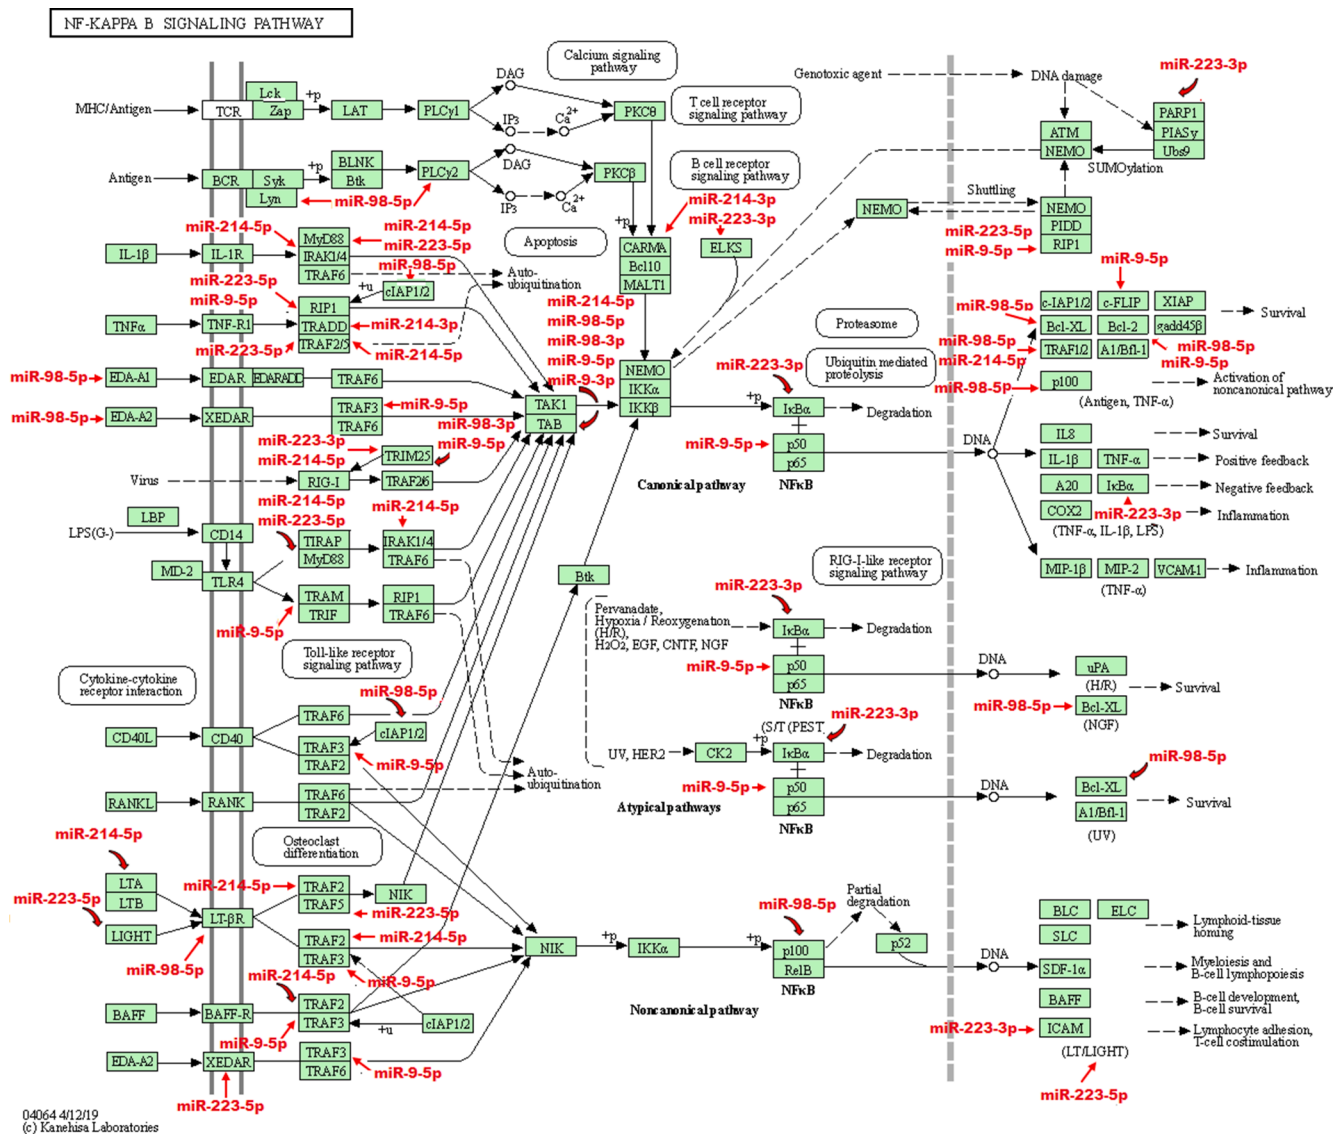 NF-KAPPA B SIGNALING PATHWAY
Calcium signaling
pathway
T cell receptor
signaling pathway
B cell receptor
signaling pathway
MHC/Antigen
TCR
Lck
Zap
+p
LAT
PLCγ1
DAG
IP3
Ca2+
PKCθ
Genotoxic agent
DNA damage
miR-223-3p
PARP1
PIASy
Ubs9
SUMOylation
ATM
NEMO
Antigen
BCR
Syk
Lyn
+p
BLNK
Btk
PLCγ2
miR-98-5p
DAG
IP3
Ca2+
PKCβ
+p
miR-214-3p
miR-223-3p
CARMA
Bcl10
MALT1
ELKS
NEMO
Shuttling
NEMO
PIDD
RIP1
miR-223-5p
miR-9-5p
Apoptosis
IL-1β
IL-1R
miR-214-5p
MyD88
IRAK1/4
TRAF6
miR-214-5p
miR-223-5p
miR-98-5p
Auto-
ubiquitination
cIAP1/2
+u
miR-223-5p
miR-9-5p
TNFα
TNF-R1
RIP1
TRADD
TRAF2/5
miR-214-3p
miR-223-5p
miR-214-5p
miR-214-5p
miR-98-5p
miR-98-3p
miR-9-5p
miR-9-3p
NEMO
IKKα
IKKβ
Proteasome
Ubiquitin mediated
proteolysis
miR-223-3p
+p
IκBα
Degradation
miR-9-5p
p50
p65
NFκB
DNA
Canonical pathway
miR-9-5p
miR-98-5p
c-IAP1/2
c-FLIP
XIAP
Bcl-XL
Bcl-2
gadd45β
Survival
miR-98-5p
miR-214-5p
TRAF1/2
A1/Bfl-1
miR-98-5p
miR-9-5p
miR-98-5p
p100
(Antigen, TNF-α)
Activation of
noncanonical pathway
IL8
Survival
IL-1β
TNF-α
Positive feedback
A20
IκBα
Negative feedback
COX2
miR-223-3p
Inflammation
(TNF-α, IL-1β, LPS)
MIP-1β
MIP-2
VCAM-1
Inflammation
(TNF-α)
miR-98-5p
EDA-A1
EDAR
EDARADD
TRAF6
miR-98-5p
EDA-A2
XEDAR
TRAF3
TRAF6
miR-9-5p
TAK1
TAB
miR-98-3p
miR-9-5p
miR-223-3p
miR-214-5p
TRIM25
Virus
RIG-I
TRAF2/6
miR-214-5p
miR-223-5p
miR-214-5p
LPS(G-)
LBP
CD14
MD-2
TLR4
TIRAP
MyD88
IRAK1/4
TRAF6
TRAM
TRIF
RIP1
TRAF6
miR-9-5p
Toll-like receptor
signaling pathway
Cytokine-cytokine
receptor interaction
Btk
RIG-I-like receptor
signaling pathway
Pervanadate,
Hypoxia / Reoxygenation
(H/R),
H2O2, EGF, CNTF, NGF
miR-223-3p
IκBα
Degradation
miR-9-5p
p50
p65
NFκB
DNA
uPA
(H/R)
miR-98-5p
Bcl-XL
(NGF)
Survival
UV, HER2
CK2
+p
(S/T (PEST)
miR-223-3p
IκBα
Degradation
miR-9-5p
p50
p65
NFκB
Atypical pathways
DNA
miR-98-5p
Bcl-XL
A1/Bfl-1
(UV)
Survival
CD40L
CD40
TRAF6
miR-98-5p
cIAP1/2
TRAF3
TRAF2
miR-9-5p
Auto-
ubiquitination
RANKL
RANK
TRAF6
TRAF2
Osteoclast
differentiation
miR-214-5p
LTA
LTB
miR-223-5p
LIGHT
LT-βR
miR-98-5p
miR-214-5p
TRAF2
TRAF5
NIK
miR-223-5p
TRAF2
TRAF3
miR-214-5p
miR-9-5p
miR-214-5p
BAFF
BAFF-R
TRAF2
TRAF3
+u
cIAP1/2
miR-9-5p
EDA-A2
XEDAR
TRAF3
TRAF6
miR-9-5p
miR-223-5p
NIK
+p
IKKα
+p
miR-98-5p
p100
RelB
NFκB
Partial
degradation
p52
DNA
Noncanonical pathway
BLC
ELC
SLC
Lymphoid-tissue
homing
SDF-1α
Myeloiesis and
B-cell lymphopoiesis
BAFF
B-cell development,
B-cell survival
miR-223-3p
ICAM
Lymphocyte adhesion,
T-cell costimulation
(LT/LIGHT)
miR-223-5p
04064 4/12/19
(c) Kanehisa Laboratories